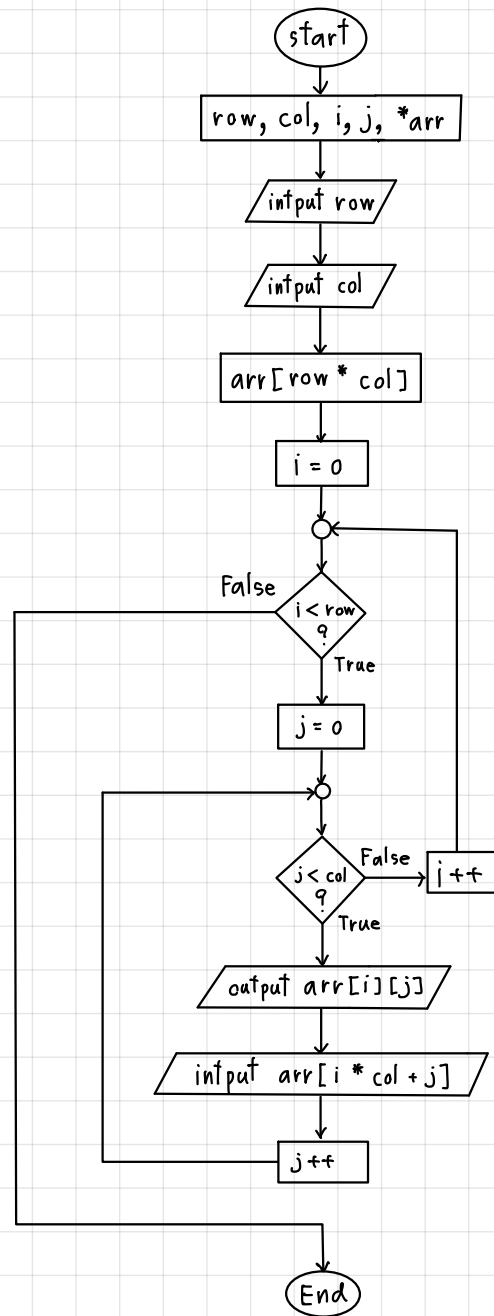 start
row, col, i, j, *arr
intput row
intput col
arr[row * col]
i = 0
False
i < row
?
True
j = 0
j < col
?
False
i++
True
output arr[i][j]
intput arr[i * col + j]
j++
End